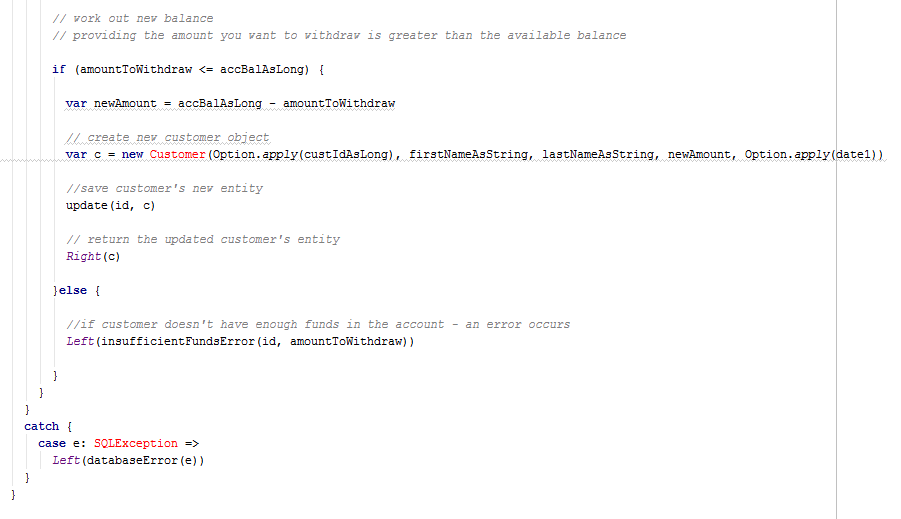 // work out new balance
// providing the amount you want to withdraw is greater than the available balance
if (amountToWithdraw <= accBalAsLong) {
var newAmount = accBalAsLong - amountToWithdraw
// create new customer object
var c = new Customer(Option.apply(custIdAsLong), firstNameAsString, lastNameAsString, newAmount, Option.apply(date1))
//save customer's new entity
update(id, c)
// return the updated customer's entity
Right(c)
}else {
//if customer doesn't have enough funds in the account - an error occurs
Left(insufficientFundsError(id, amountToWithdraw))
}
}
}
catch {
case e: SQLException =>
Left(databaseError(e))
}
}